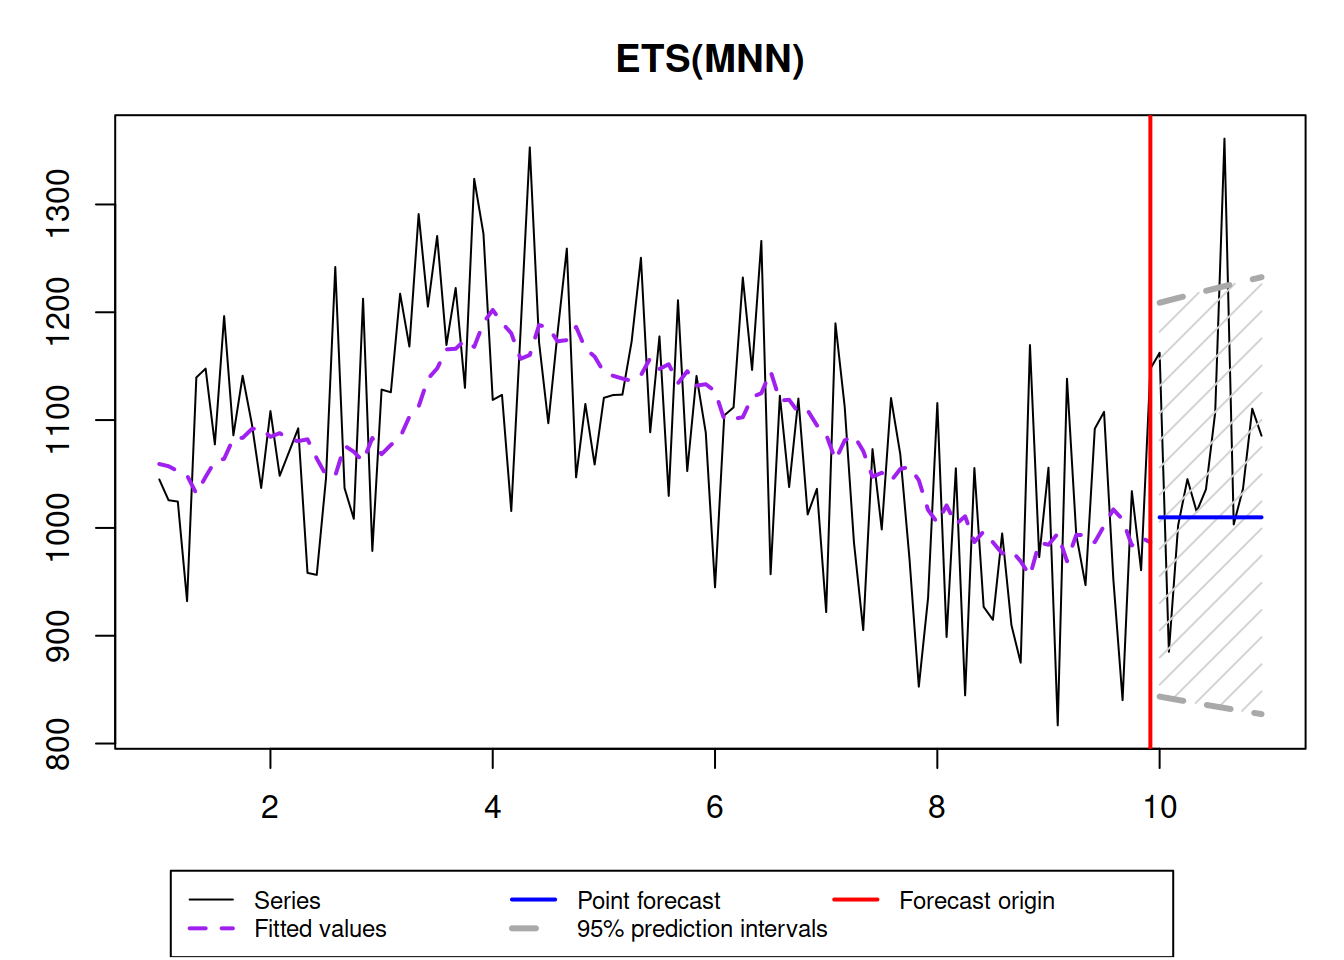 ETS(MNN)
1300
1200
1100
1000
900
800
2 4 6 8 10
Series Point forecast Forecast origin
Fitted values 95% prediction intervals